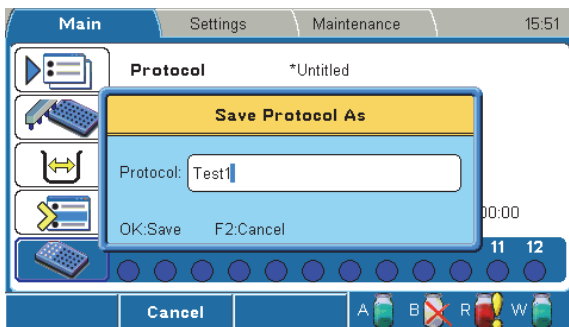 Main Settings Maintenance 15:51
Protocol *Untitled
Save Protocol As
Protocol: Test1
00:00
OK:Save F2:Cancel
11 12
Cancel A B R W